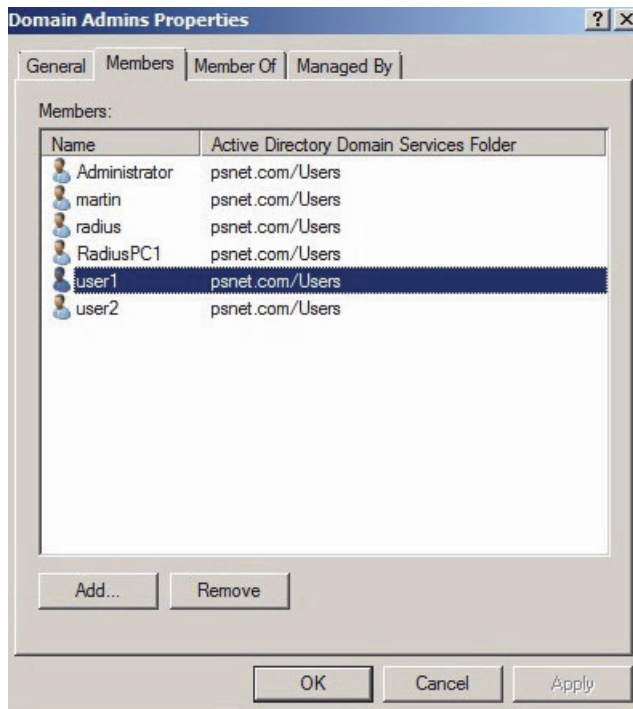 Domain Admins Properties ? X
General Members Member Of Managed By
Members:
Name Active Directory Domain Services Folder
Administrator psnet.com/Users
martin psnet.com/Users
radius psnet.com/Users
RadiusPC1 psnet.com/Users
user1 psnet.com/Users
user2 psnet.com/Users
Add... Remove
OK Cancel Apply